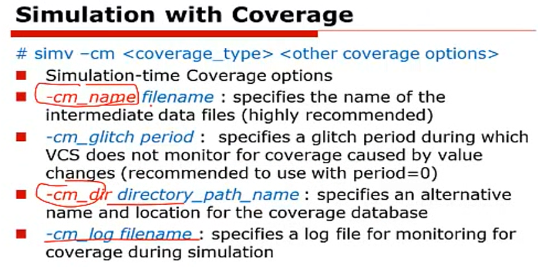 Simulation with Coverage
# simv –cm <coverage_type> <other coverage options>
Simulation-time Coverage options
-cm_name filename : specifies the name of the
intermediate data files (highly recommended)
-cm_glitch period : specifies a glitch period during which
VCS does not monitor for coverage caused by value
changes (recommended to use with period=0)
-cm_dir directory_path_name : specifies an alternative
name and location for the coverage database
-cm_log filename : specifies a log file for monitoring for
coverage during simulation